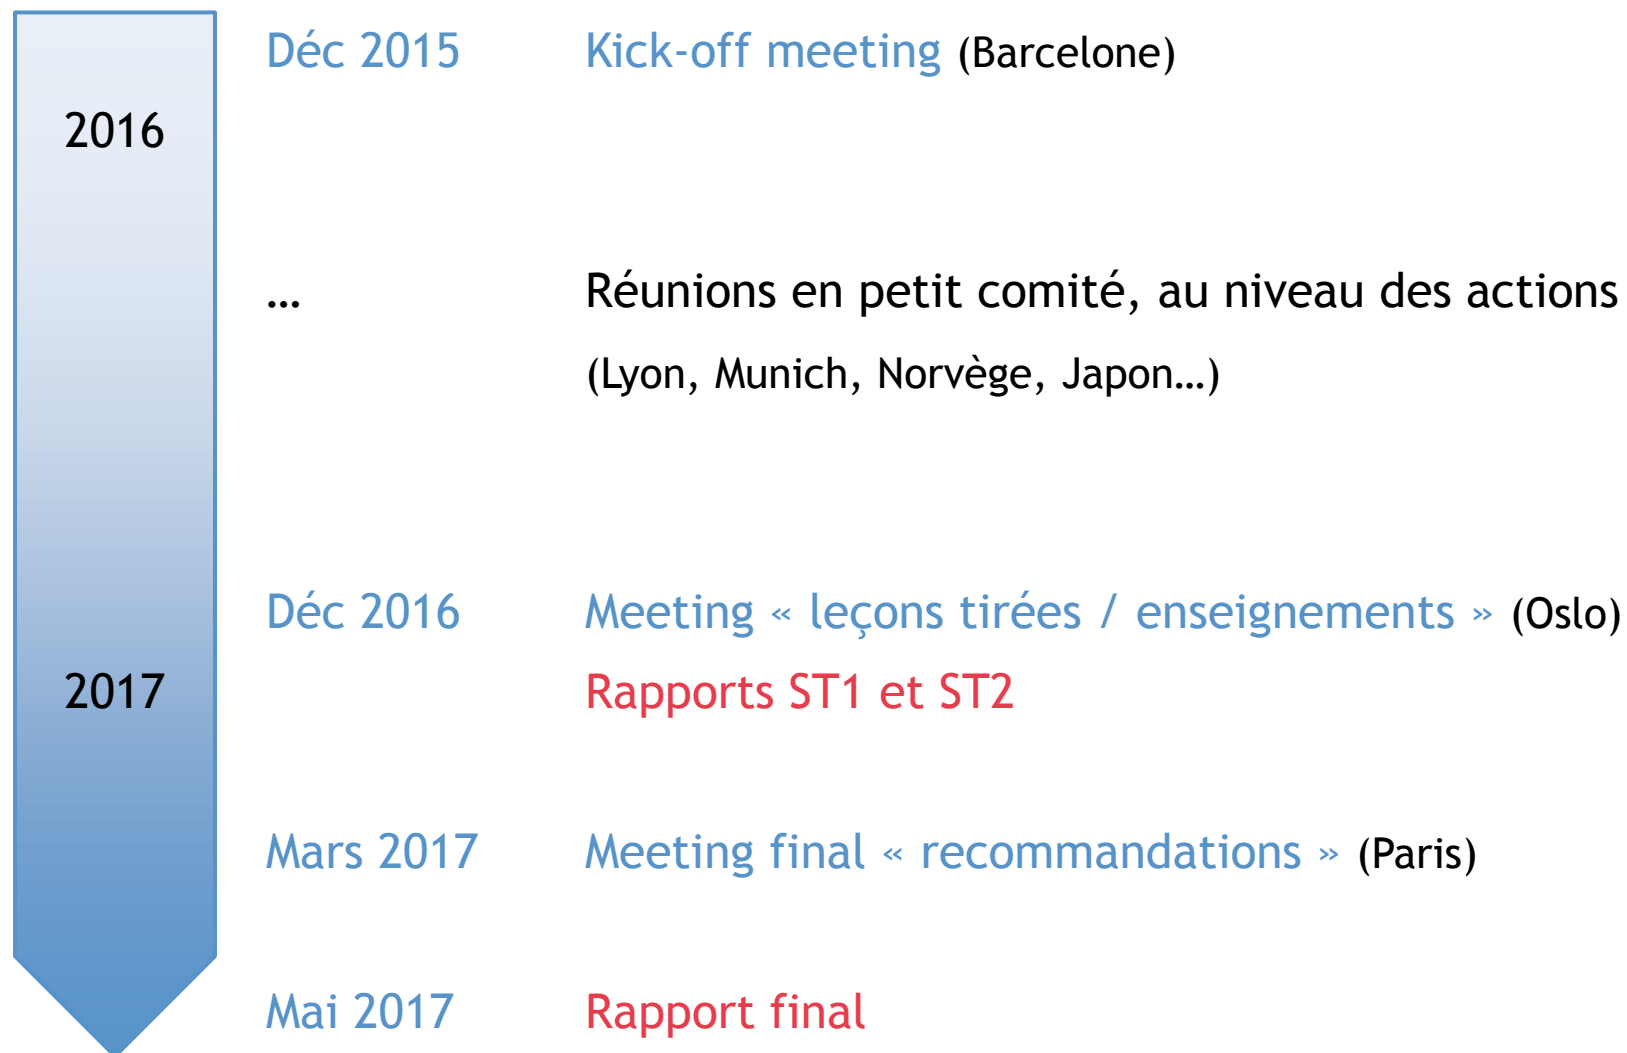 Déc 2015 Kick-off meeting (Barcelone)
2016
… Réunions en petit comité, au niveau des actions
(Lyon, Munich, Norvège, Japon…)
Déc 2016 Meeting « leçons tirées / enseignements » (Oslo)
2017 Rapports ST1 et ST2
Mars 2017 Meeting final « recommandations » (Paris)
Mai 2017 Rapport final